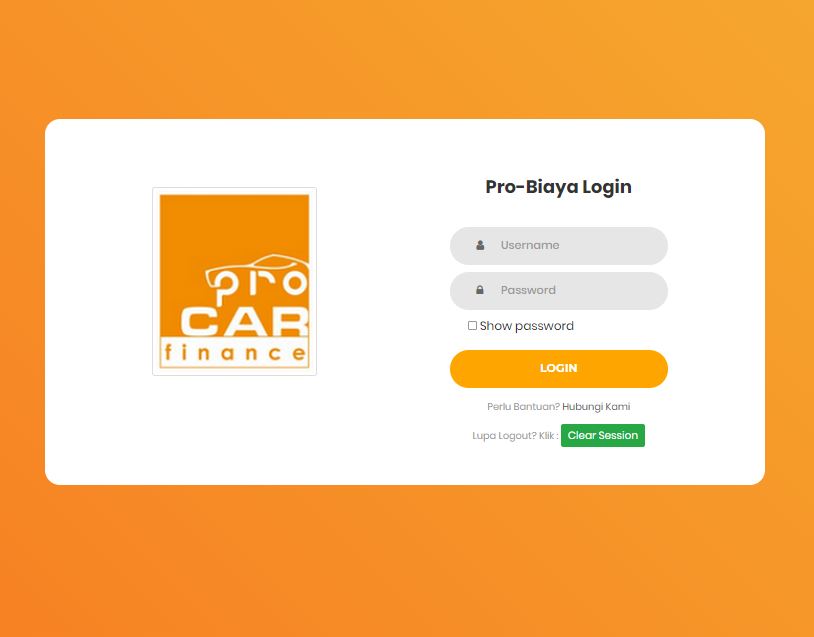 pro
CAR
finance
Pro-Biaya Login
Username
Password
Show password
LOGIN
Perlu Bantuan? Hubungi Kami
Lupa Logout? Klik : Clear Session